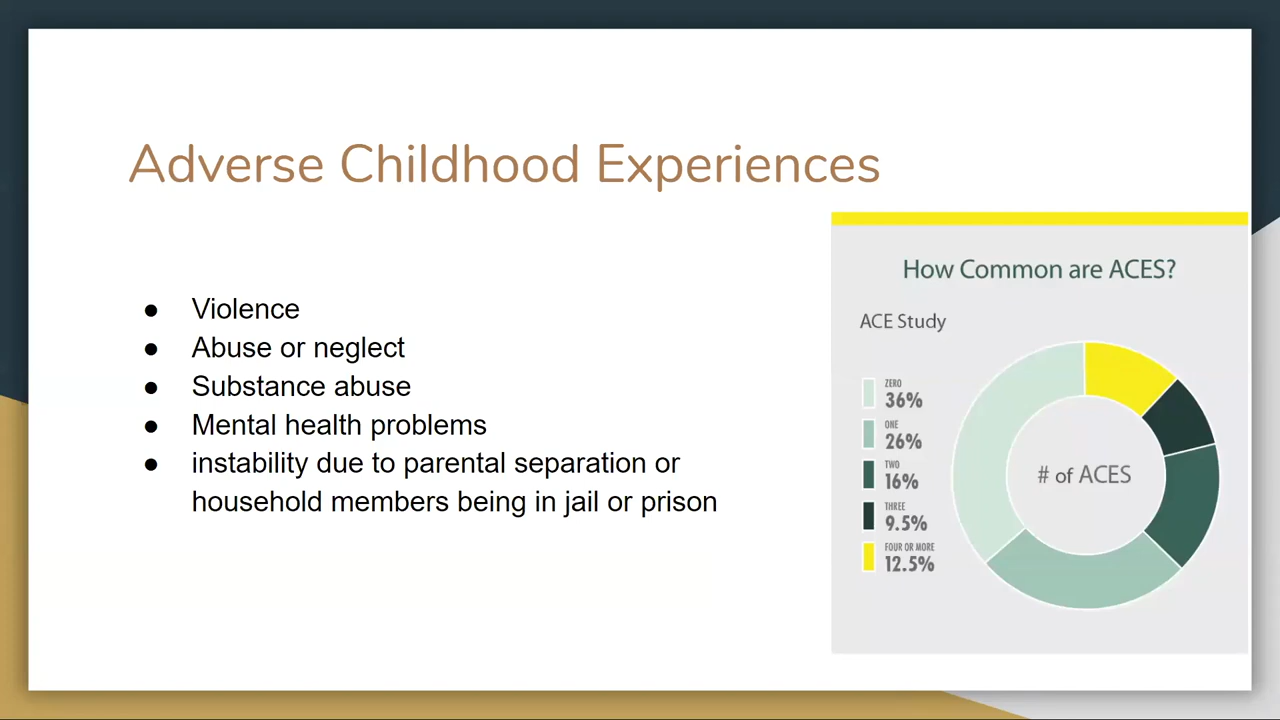 Adverse Childhood Experiences
● Violence
● Abuse or neglect
● Substance abuse
● Mental health problems
● instability due to parental separation or
household members being in jail or prison
How Common are ACES?
ACE Study
ZERO
36%
ONE
26%
TWO
16%
THREE
9.5%
FOUR OR MORE
12.5%
# of ACES